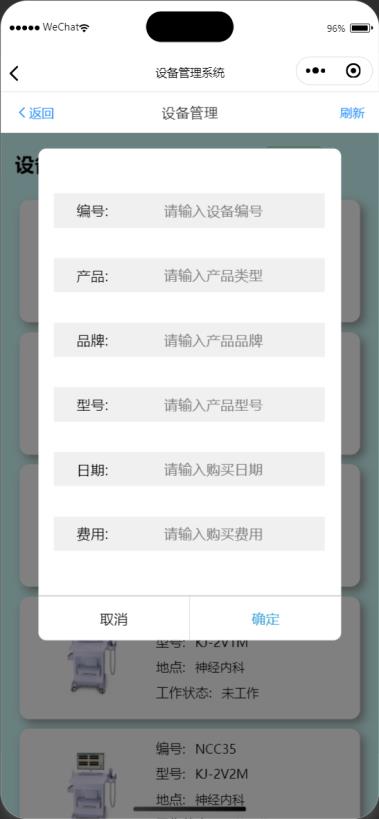 WeChat
96%
设备管理系统
返回
设备管理
刷新
设
编号:
请输入设备编号
产品:
请输入产品类型
品牌:
请输入产品品牌
型号:
请输入产品型号
日期:
请输入购买日期
费用:
请输入购买费用
取消
确定
型号: KJ-2V1M
地点: 神经内科
工作状态: 未工作
编号: NCC35
型号: KJ-2V2M
地点: 神经内科